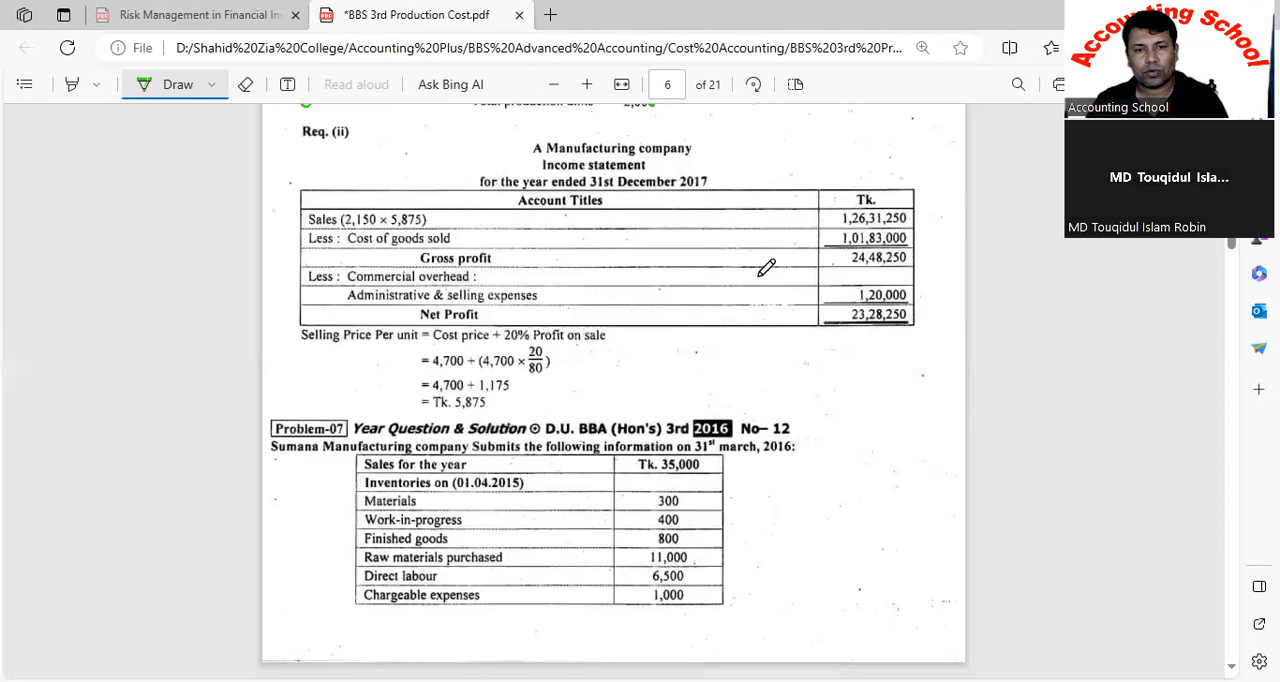 Risk Management in Financial In
*BBS 3rd Production Cost.pdf
File
D:/Shahid%20Zia%20College/Accounting%20Plus/BBS%20Advanced%20Accounting/Cost%20Accounting/BBS%203rd%20Pr...
Draw
Read aloud
Ask Bing AI
6
of 21
Accounting School
Accounting School
MD Touqidul Isla...
MD Touqidul Islam Robin
Total production units 2,000
Req. (ii)
A Manufacturing company
Income statement
for the year ended 31st December 2017
Account Titles Tk.
Sales (2,150 × 5,875) 1,26,31,250
Less : Cost of goods sold 1,01,83,000
Gross profit 24,48,250
Less : Commercial overhead :
Administrative & selling expenses 1,20,000
Net Profit 23,28,250
Selling Price Per unit = Cost price + 20% Profit on sale
= 4,700 + (4,700 × 20/80)
= 4,700 + 1,175
= Tk. 5,875
Problem-07 Year Question & Solution ⊙ D.U. BBA (Hon's) 3rd 2016 No– 12
Sumana Manufacturing company Submits the following information on 31st march, 2016:
Sales for the year Tk. 35,000
Inventories on (01.04.2015)
Materials 300
Work-in-progress 400
Finished goods 800
Raw materials purchased 11,000
Direct labour 6,500
Chargeable expenses 1,000